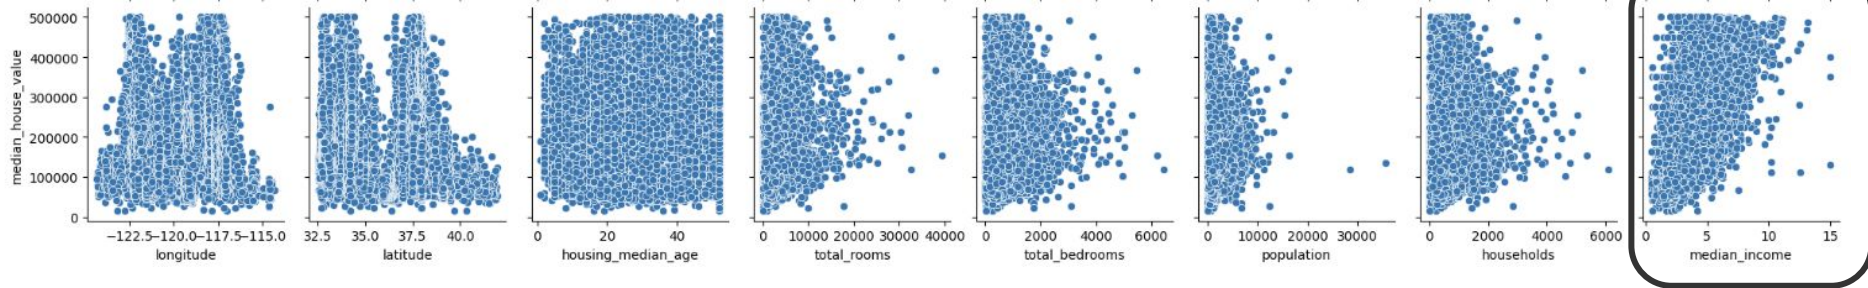 median_house_value
500000
400000
300000
200000
100000
0
−122.5 −120.0 −117.5 −115.0
longitude
32.5 35.0 37.5 40.0
latitude
0 20 40
housing_median_age
0 10000 20000 30000 40000
total_rooms
0 2000 4000 6000
total_bedrooms
0 10000 20000 30000
population
0 2000 4000 6000
households
0 5 10 15
median_income